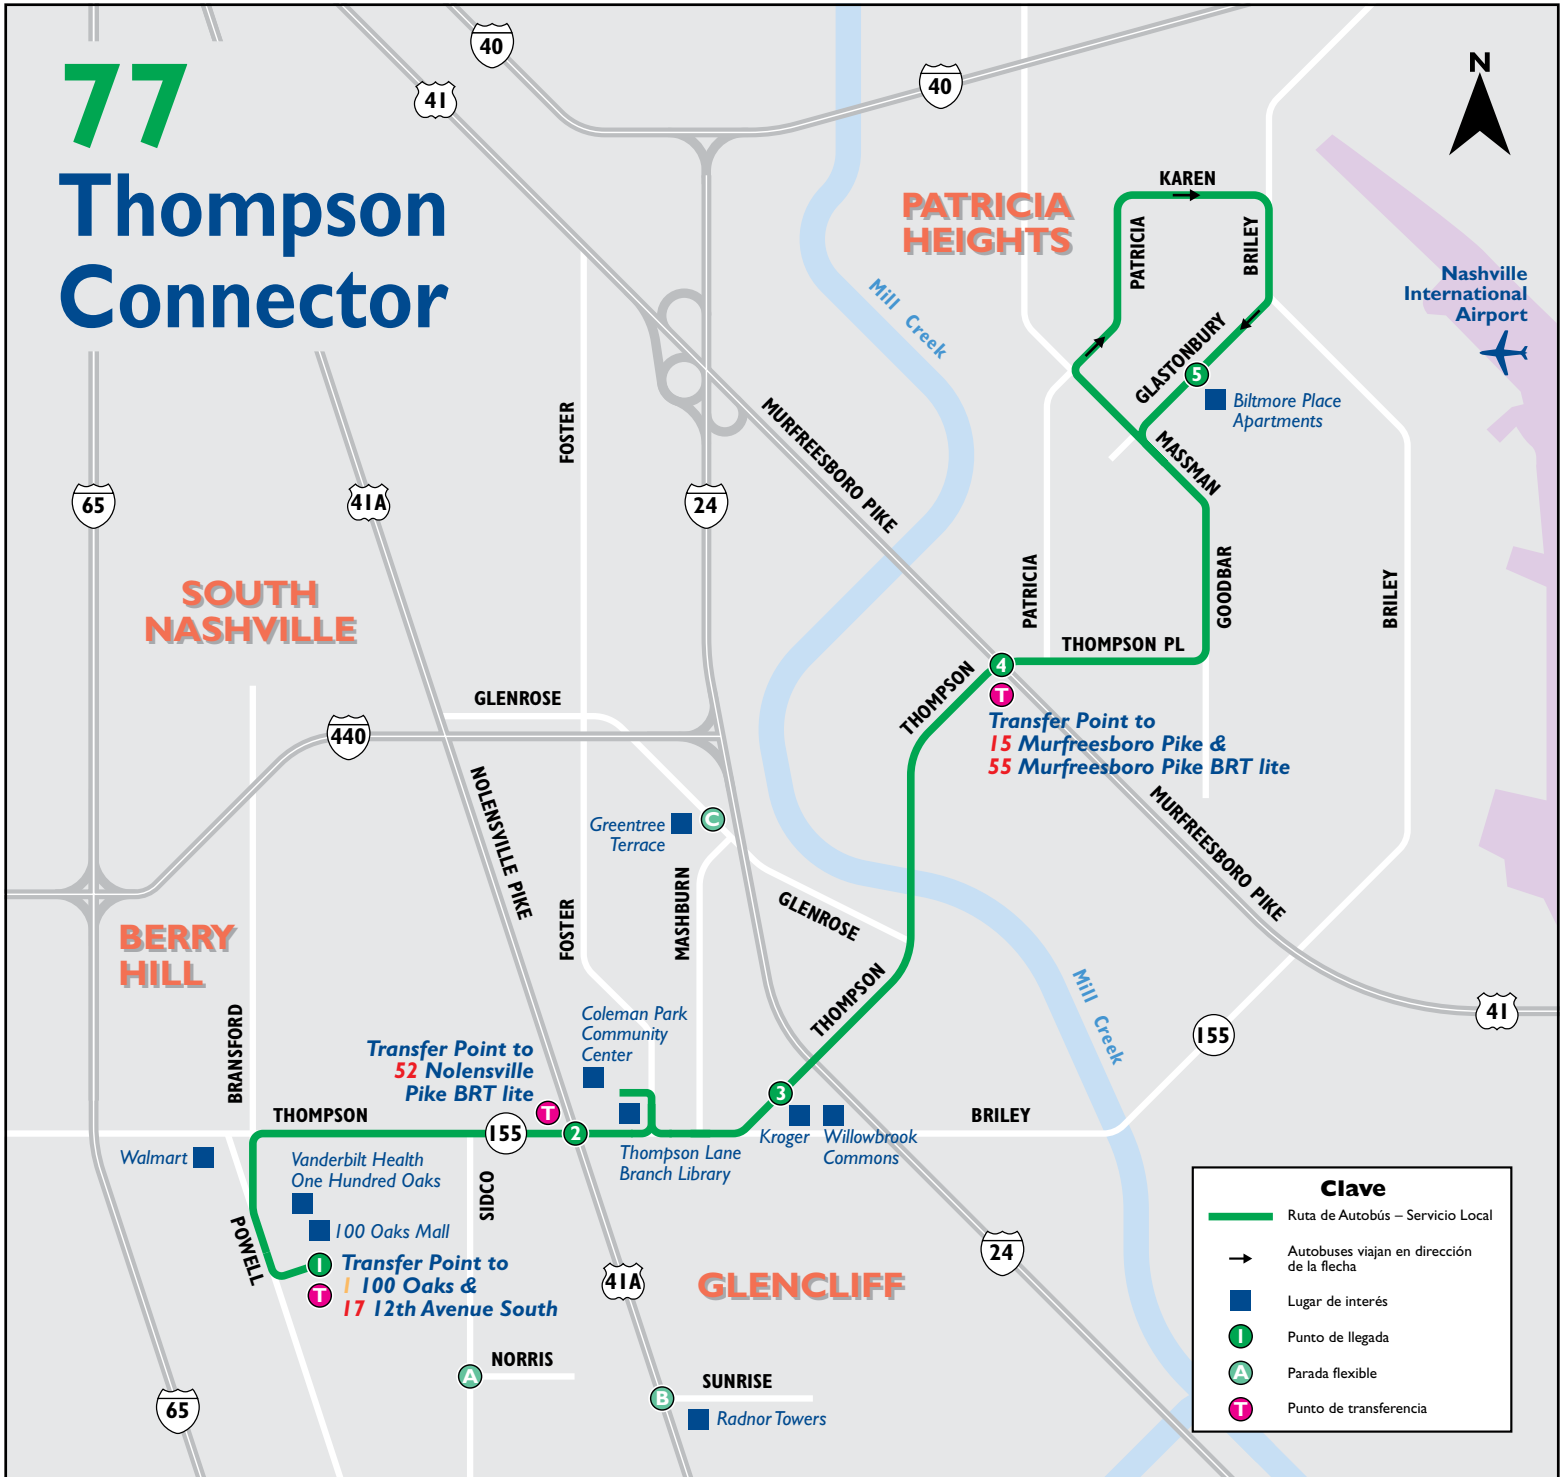 77
Thompson
Connector
40
41
40
N
KAREN
PATRICIA
HEIGHTS
PATRICIA
BRILEY
Nashville
International
Airport
Mill Creek
GLASTONBURY
5
Biltmore Place
Apartments
FOSTER
MURFREESBORO PIKE
MASSMAN
65
41A
24
PATRICIA
GOODBAR
BRILEY
SOUTH
NASHVILLE
THOMPSON PL
4
T
THOMPSON
Transfer Point to
15 Murfreesboro Pike &
55 Murfreesboro Pike BRT lite
GLENROSE
440
NOLENSVILLE PIKE
Greentree
Terrace
C
MURFREESBORO PIKE
FOSTER
MASHBURN
GLENROSE
BERRY
HILL
THOMPSON
Mill Creek
41
155
BRANSFORD
Coleman Park
Community
Center
Transfer Point to
52 Nolensville
Pike BRT lite
T
3
THOMPSON
155
2
BRILEY
Kroger
Willowbrook
Commons
Thompson Lane
Branch Library
Walmart
Vanderbilt Health
One Hundred Oaks
SIDCO
100 Oaks Mall
POWELL
1
T
Transfer Point to
1 100 Oaks &
17 12th Avenue South
41A
GLENCLIFF
24
NORRIS
A
SUNRISE
B
Radnor Towers
65
Clave
Ruta de Autobús – Servicio Local
Autobuses viajan en dirección
de la flecha
Lugar de interés
1
Punto de llegada
A
Parada flexible
T
Punto de transferencia